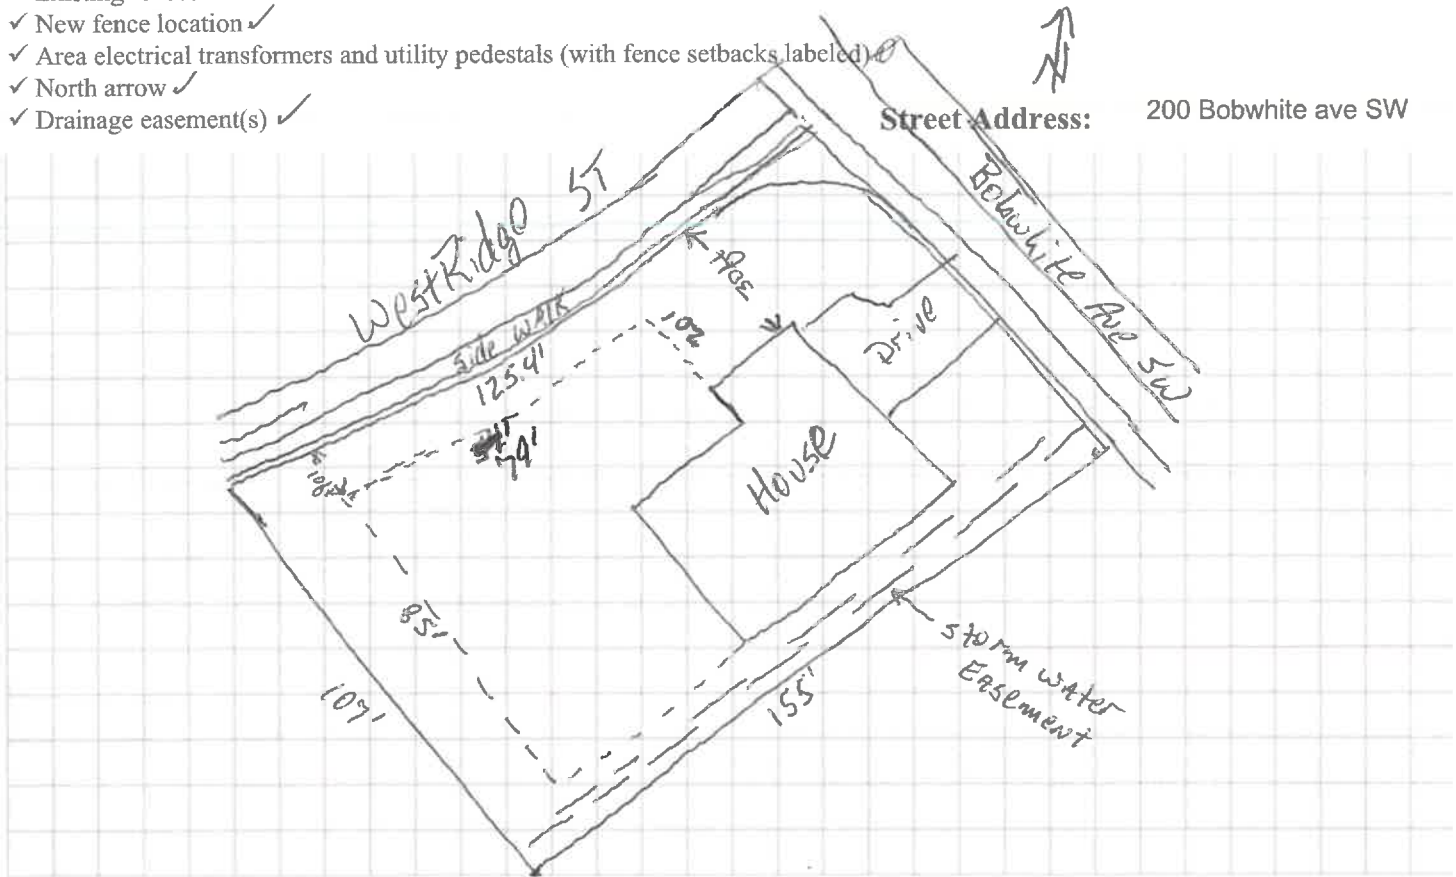 ✓ New fence location ✓
✓ Area electrical transformers and utility pedestals (with fence setbacks labeled)
✓ North arrow ✓
✓ Drainage easement(s) ✓
N
Street Address: 200 Bobwhite ave SW
WestRidge ST
Bobwhite Ave SW
Side WAlk
125.4'
Drive
79'
House
85'
107'
155'
storm water
Easement